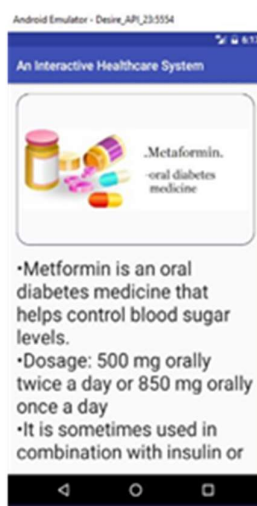 Android Emulator - Desire_API_23:5554
6:13
An Interactive Healthcare System
.Metaformin.
-oral diabetes
medicine
•Metformin is an oral
diabetes medicine that
helps control blood sugar
levels.
•Dosage: 500 mg orally
twice a day or 850 mg orally
once a day
•It is sometimes used in
combination with insulin or